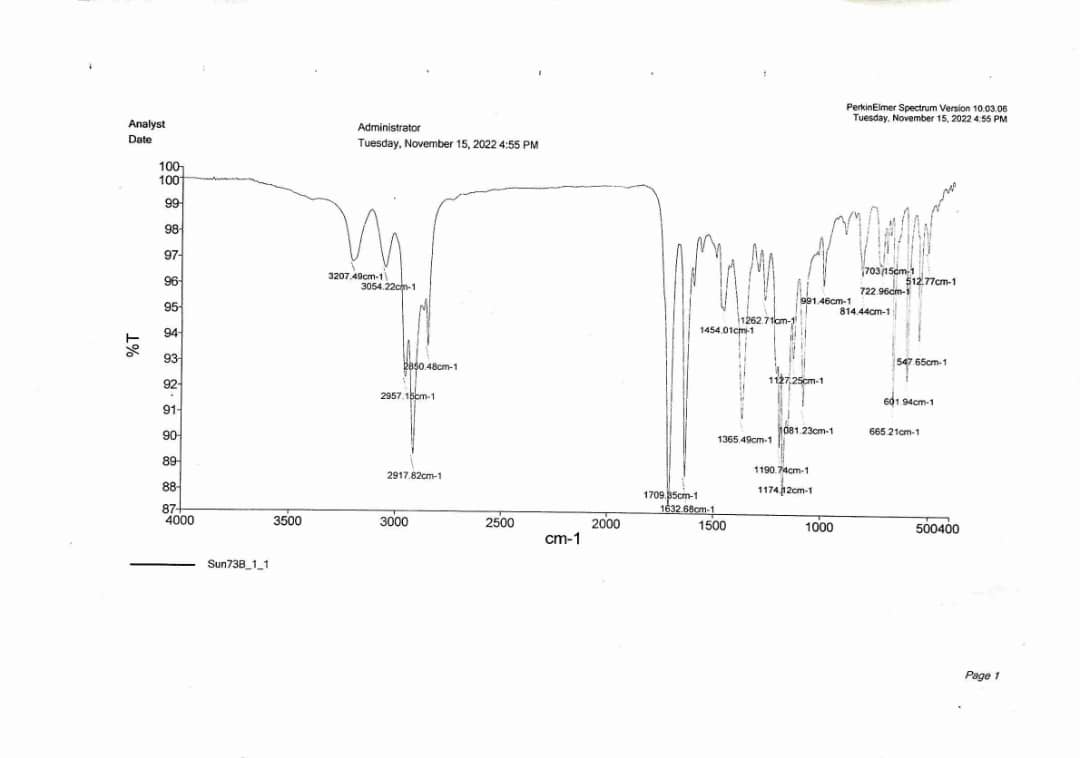 PerkinElmer Spectrum Version 10.03.06
Tuesday, November 15, 2022 4:55 PM
Analyst
Administrator
Date
Tuesday, November 15, 2022 4:55 PM
100
100
99
98
97
96
95
94
93
92
91
90
89
88
87
%T
3207.49cm-1
3054.22cm-1
2850.48cm-1
2957.15cm-1
2917.82cm-1
1709.35cm-1
1632.68cm-1
1454.01cm-1
1365.49cm-1
1262.71cm-1
1127.25cm-1
1081.23cm-1
1190.74cm-1
1174.12cm-1
991.46cm-1
703.15cm-1
722.96cm-1
814.44cm-1
512.77cm-1
547.65cm-1
601.94cm-1
665.21cm-1
4000 3500 3000 2500 2000 1500 1000 500400
cm-1
Sun73B_1_1
Page 1